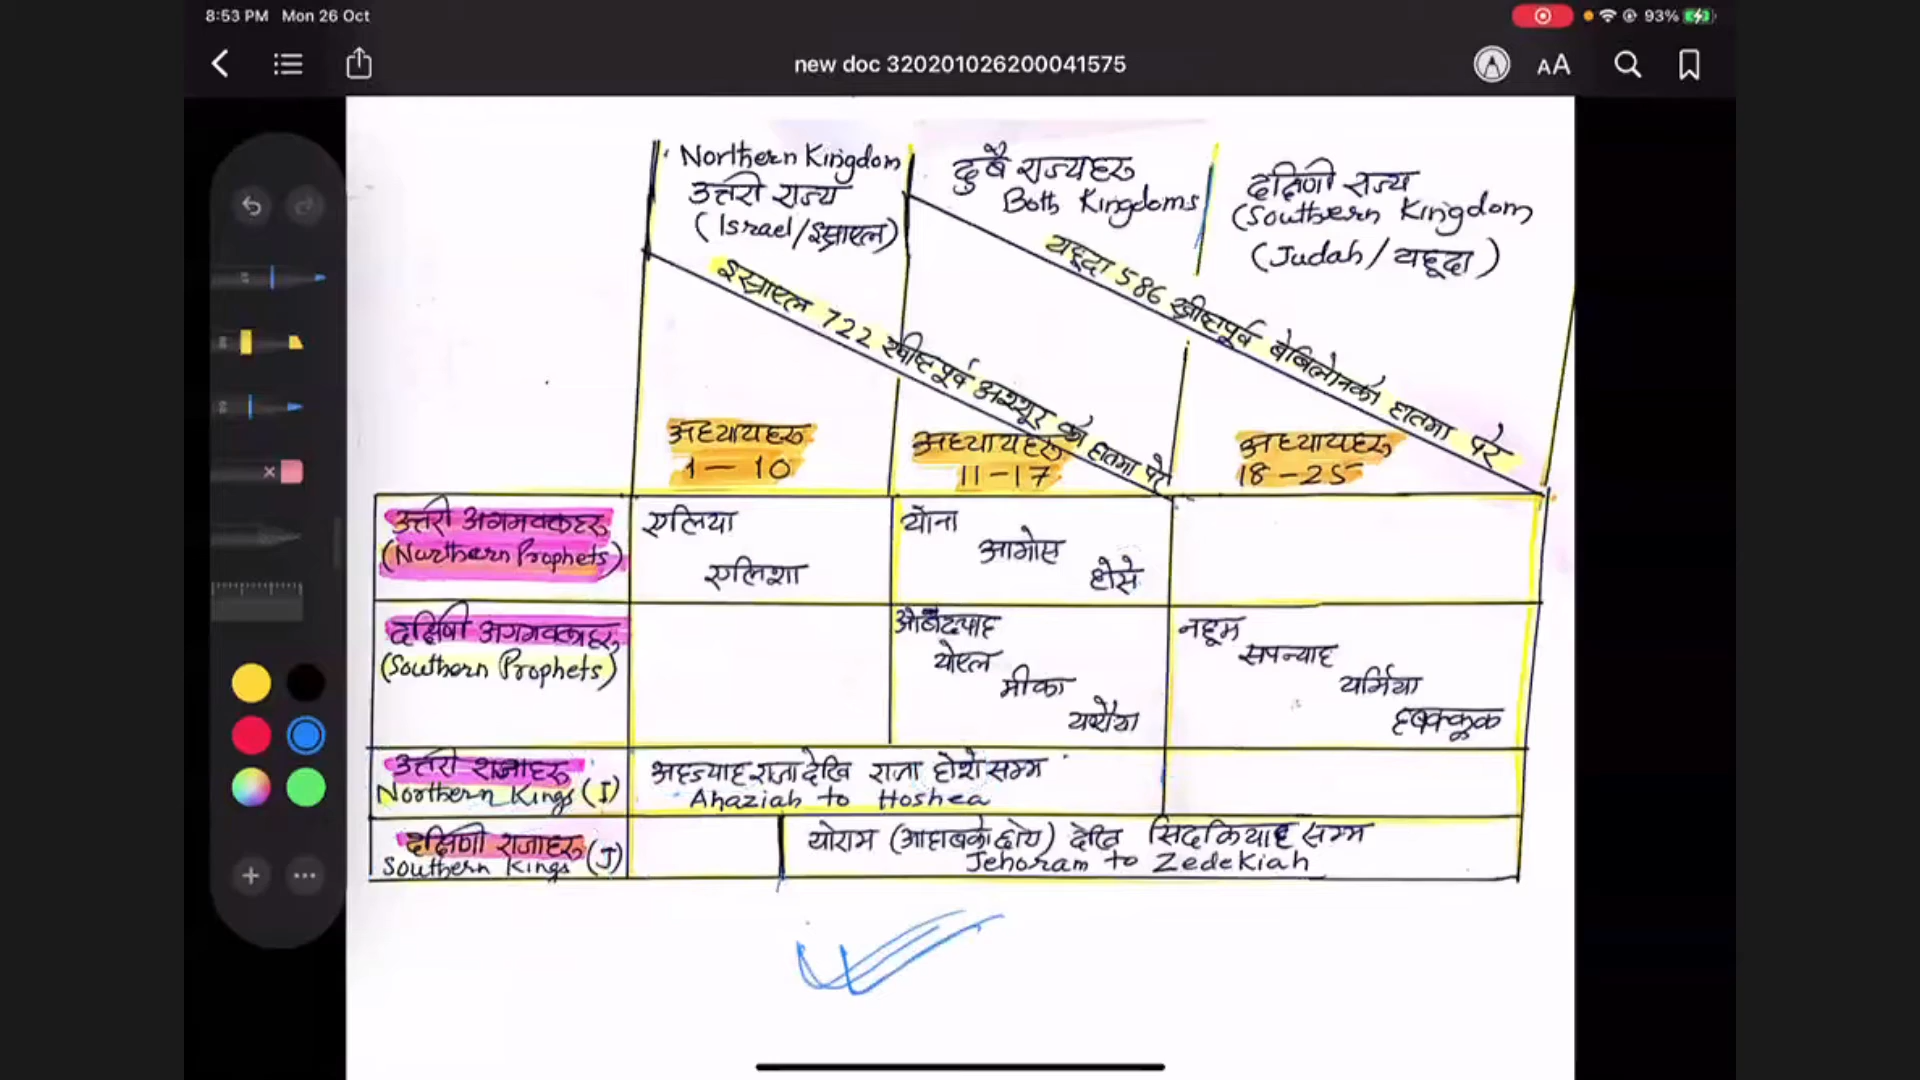 8:53 PM Mon 26 Oct
93%
new doc 320201026200041575
AA
Northern Kingdom
उत्तरी राज्य
(Israel/इस्राएल)
दुबै राज्यहरु
Both Kingdoms
दक्षिणी राज्य
(Southern Kingdom
(Judah/यहूदा)
इस्राएल 722 ख्रीष्टपूर्व अश्शूर को हातमा परे
यहूदा 586 ख्रीष्टपूर्व बेबिलोनको हातमा परे
अध्यायहरु
1-10
अध्यायहरु
11-17
अध्यायहरु
18-25
उत्तरी अगमवक्ताहरु
(Northern Prophets)
एलिया
एलिशा
योना
आमोस
होसे
दक्षिणी अगमवक्ताहरु
(Southern Prophets)
ओबदियाह
योएल
मीका
यशैया
नहूम
सपन्याह
यर्मिया
हबक्कूक
उत्तरी राजाहरु
Northern Kings (I)
अहज्याह राजा देखि राजा होशे सम्म
Ahaziah to Hoshea
दक्षिणी राजाहरु
Southern Kings (J)
योराम (आहाबको छोरा) देखि सिदकियाह सम्म
Jehoram to Zedekiah